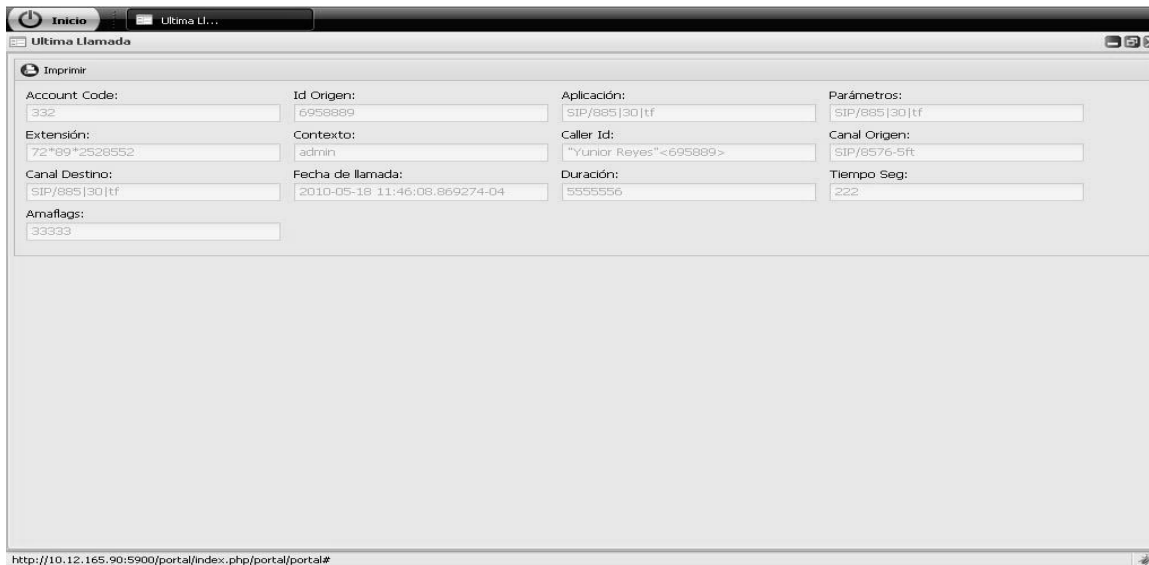 Inicio
Ultima Ll...
Ultima Llamada
Imprimir
Account Code: Id Origen: Aplicación: Parámetros:
332 6958889 SIP/885|30|tf SIP/885|30|tf
Extensión: Contexto: Caller Id: Canal Origen:
72*89*2528552 admin "Yunior Reyes"<695889> SIP/8576-5ft
Canal Destino: Fecha de llamada: Duración: Tiempo Seg:
SIP/885|30|tf 2010-05-18 11:46:08.869274-04 5555556 222
Amaflags:
33333
http://10.12.165.90:5900/portal/index.php/portal/portal#